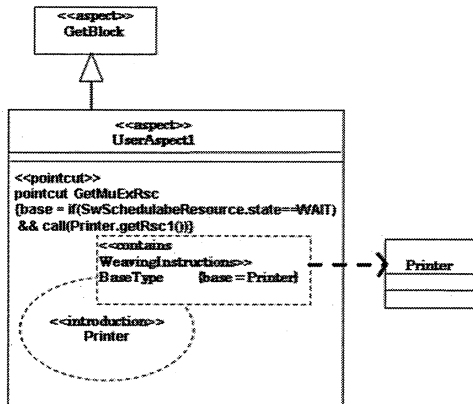 <<aspect>>
GetBlock
<<aspect>>
UserAspect1
<<pointcut>>
pointcut GetMuExRsc
{base = if(SwSchedulabeResource.state==WAIT)
&& call(Printer.getRsc1())}
<<contains
WeavingInstructions>>
BaseType {base=Printer}
Printer
<<introduction>>
Printer